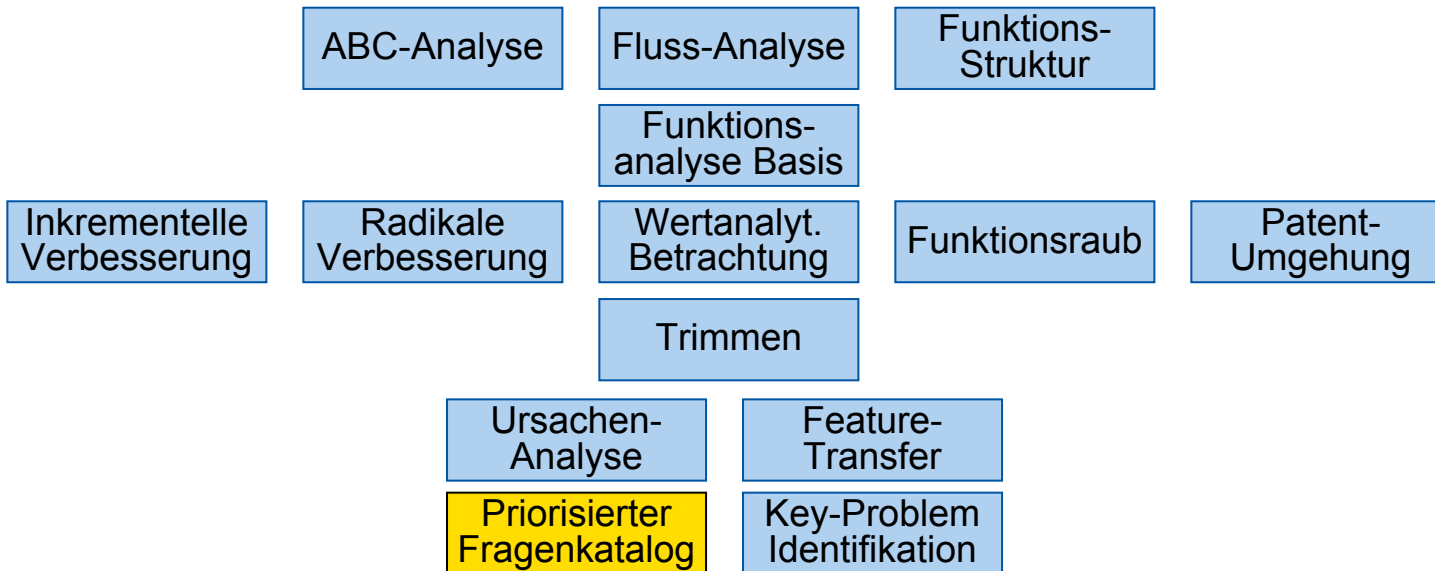 ABC-Analyse
Fluss-Analyse
Funktions-
Struktur
Funktions-
analyse Basis
Inkrementelle
Verbesserung
Radikale
Verbesserung
Wertanalyt.
Betrachtung
Funktionsraub
Patent-
Umgehung
Trimmen
Ursachen-
Analyse
Feature-
Transfer
Priorisierter
Fragenkatalog
Key-Problem
Identifikation